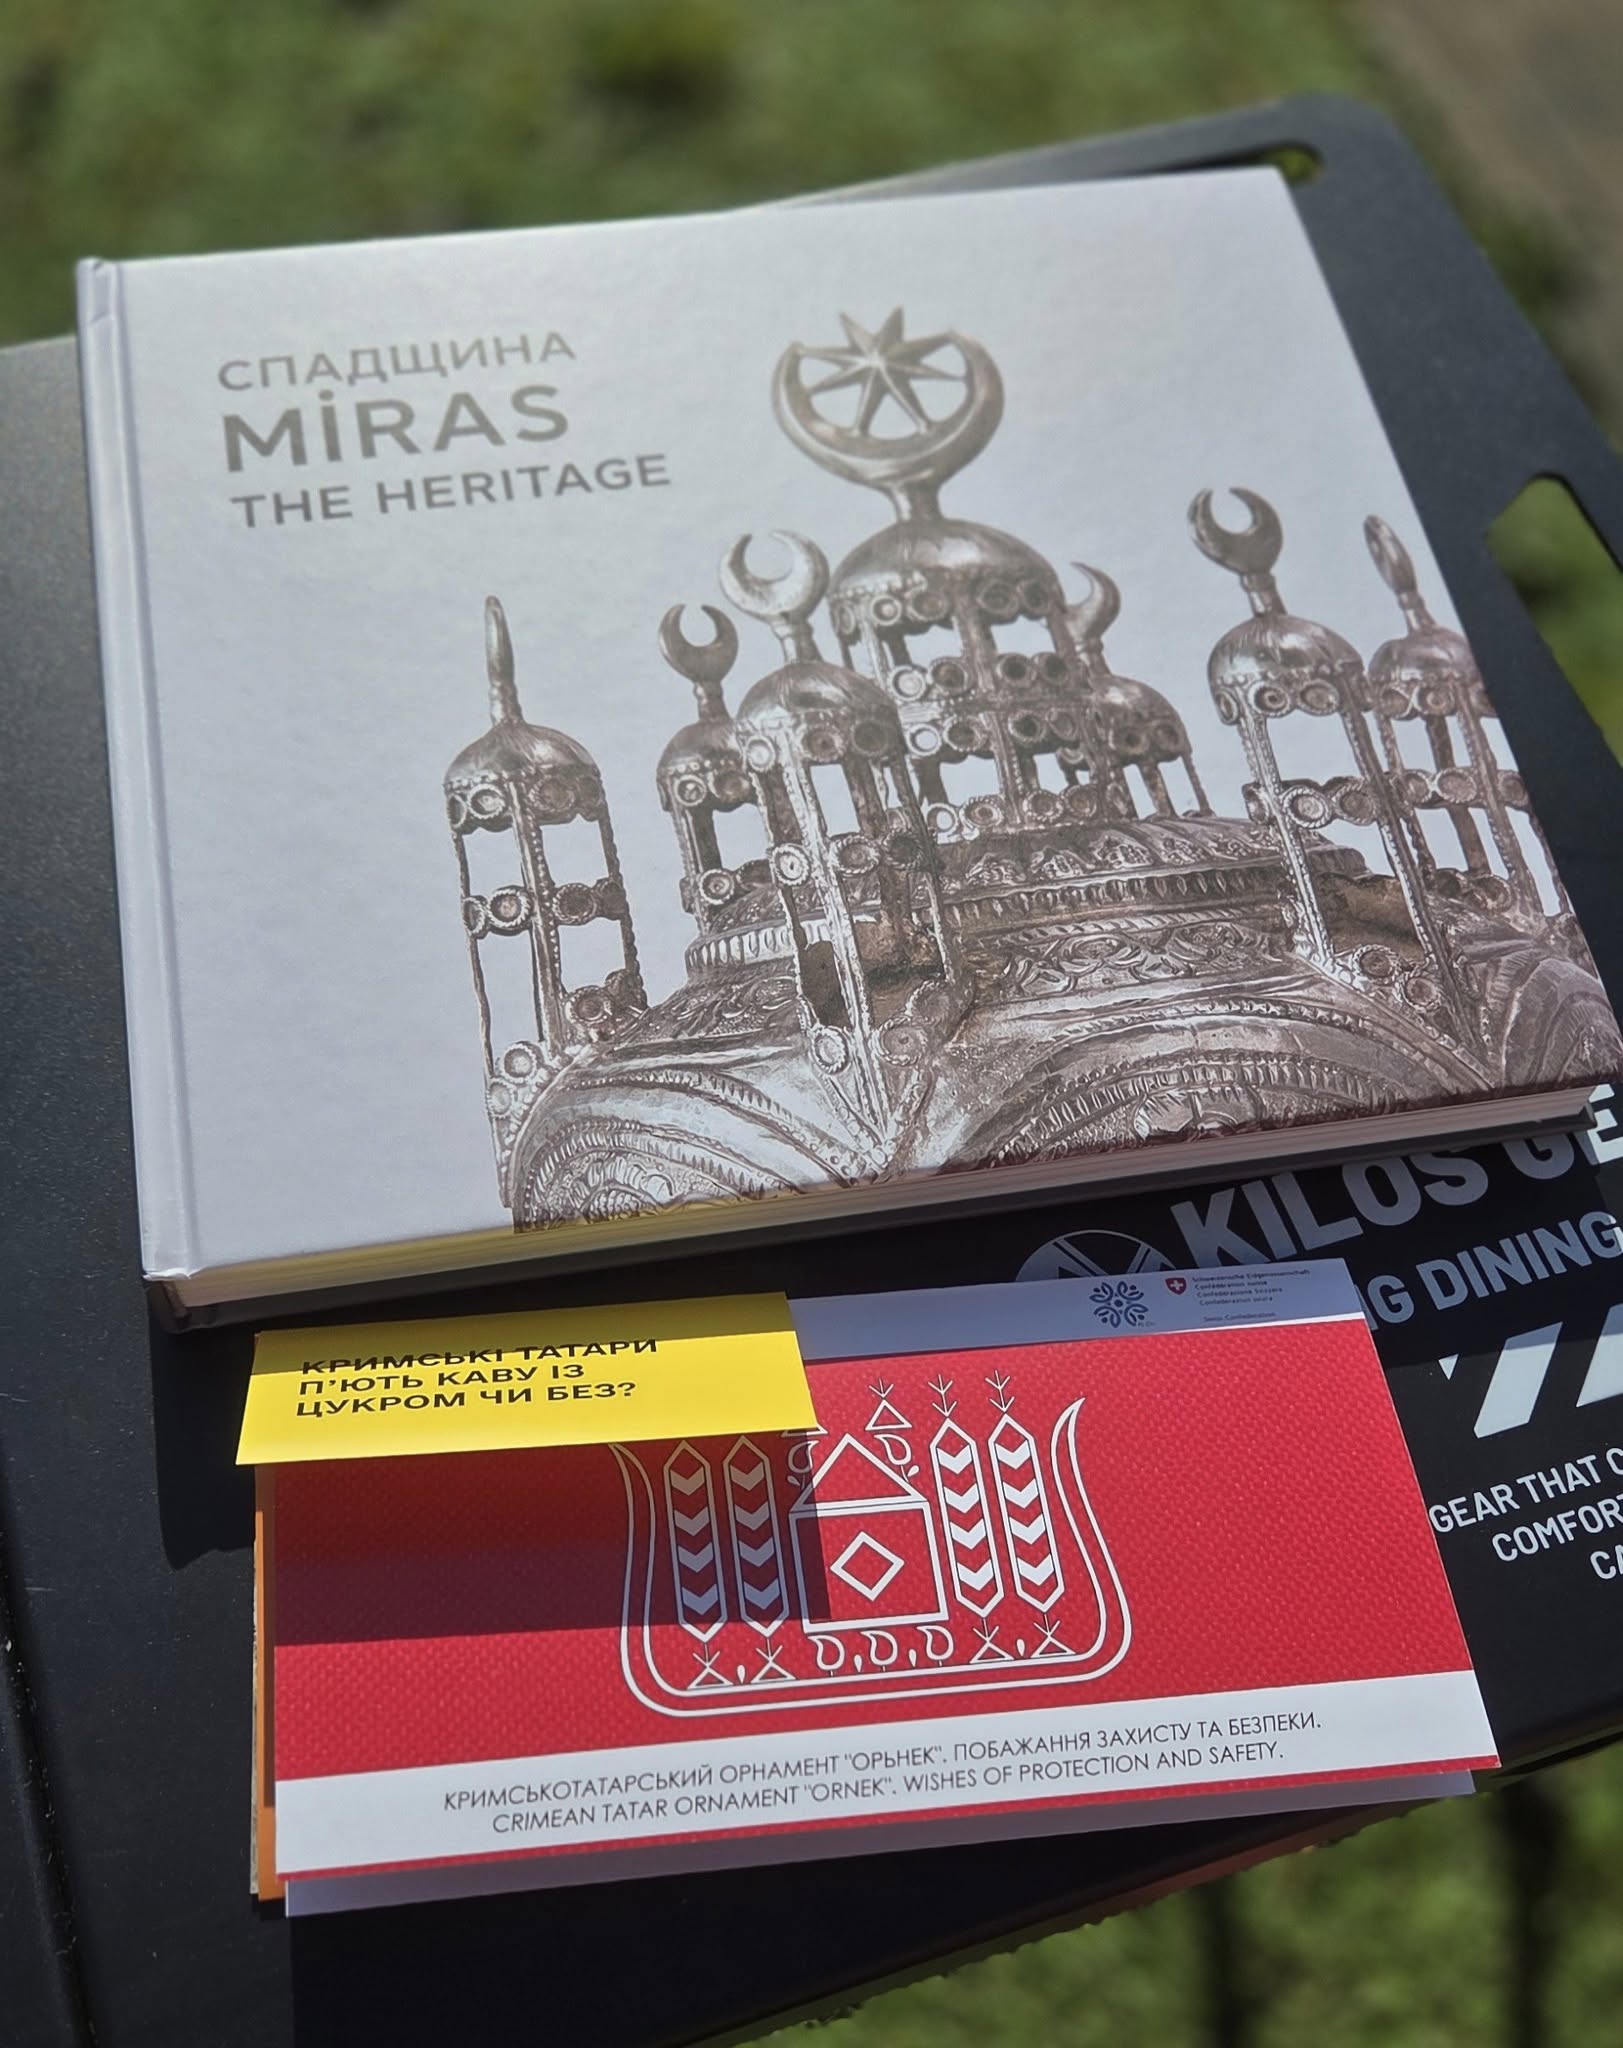 СПАДЩИНА
MİRAS
THE HERITAGE
KILOS GE
G DINING
GEAR THAT C
COMFOR
CA
Schweizerische Eidgenossenschaft
Confédération suisse
Confederazione Svizzera
Confederaziun svizra
Swiss Confederation
КРИМСЬКІ ТАТАРИ
П'ЮТЬ КАВУ ІЗ
ЦУКРОМ ЧИ БЕЗ?
КРИМСЬКОТАТАРСЬКИЙ ОРНАМЕНТ "ОРЬНЕК". ПОБАЖАННЯ ЗАХИСТУ ТА БЕЗПЕКИ.
CRIMEAN TATAR ORNAMENT "ORNEK". WISHES OF PROTECTION AND SAFETY.